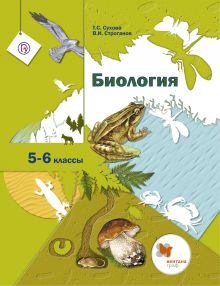 Т.С. Сухова
В.И. Строганов
Биология
5-6 классы
вентана
граф